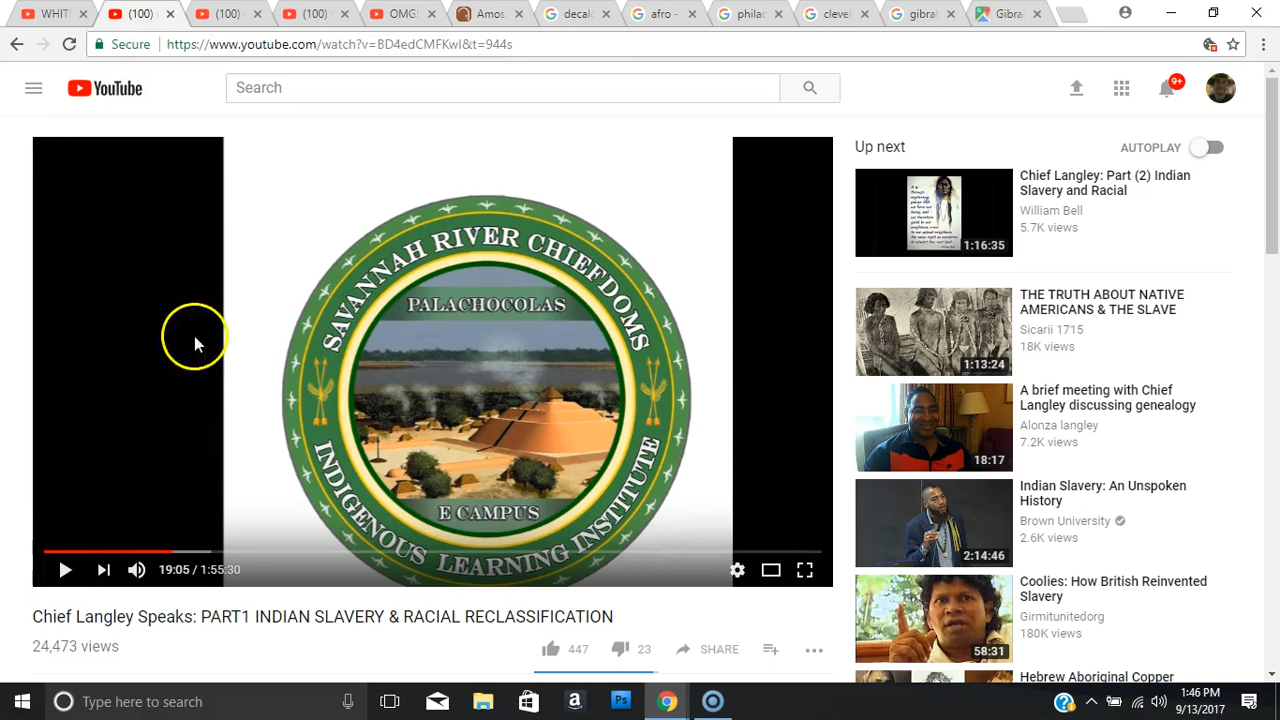 WHIT
(100)
(100)
(100)
OMG!
Amos
decal
afro -
phila
clevel
gibral
Gibral
Secure
https://www.youtube.com/watch?v=BD4edCMFKwI&t=944s
YouTube
Search
9+
SAVANNAH RIVER CHIEFDOMS
PALACHOCOLAS
E CAMPUS
INDIGENOUS LEARNING INSTITUTE
19:05 / 1:55:30
Chief Langley Speaks: PART1 INDIAN SLAVERY & RACIAL RECLASSIFICATION
24,473 views
447
23
SHARE
Up next
AUTOPLAY
1:16:35
Chief Langley: Part (2) Indian
Slavery and Racial
William Bell
5.7K views
1:13:24
THE TRUTH ABOUT NATIVE
AMERICANS & THE SLAVE
Sicarii 1715
18K views
18:17
A brief meeting with Chief
Langley discussing genealogy
Alonza langley
7.2K views
2:14:46
Indian Slavery: An Unspoken
History
Brown University
2.6K views
58:31
Coolies: How British Reinvented
Slavery
Girmitunitedorg
180K views
Hebrew Aboriginal Copper
Type here to search
a
Ps
1:46 PM
9/13/2017